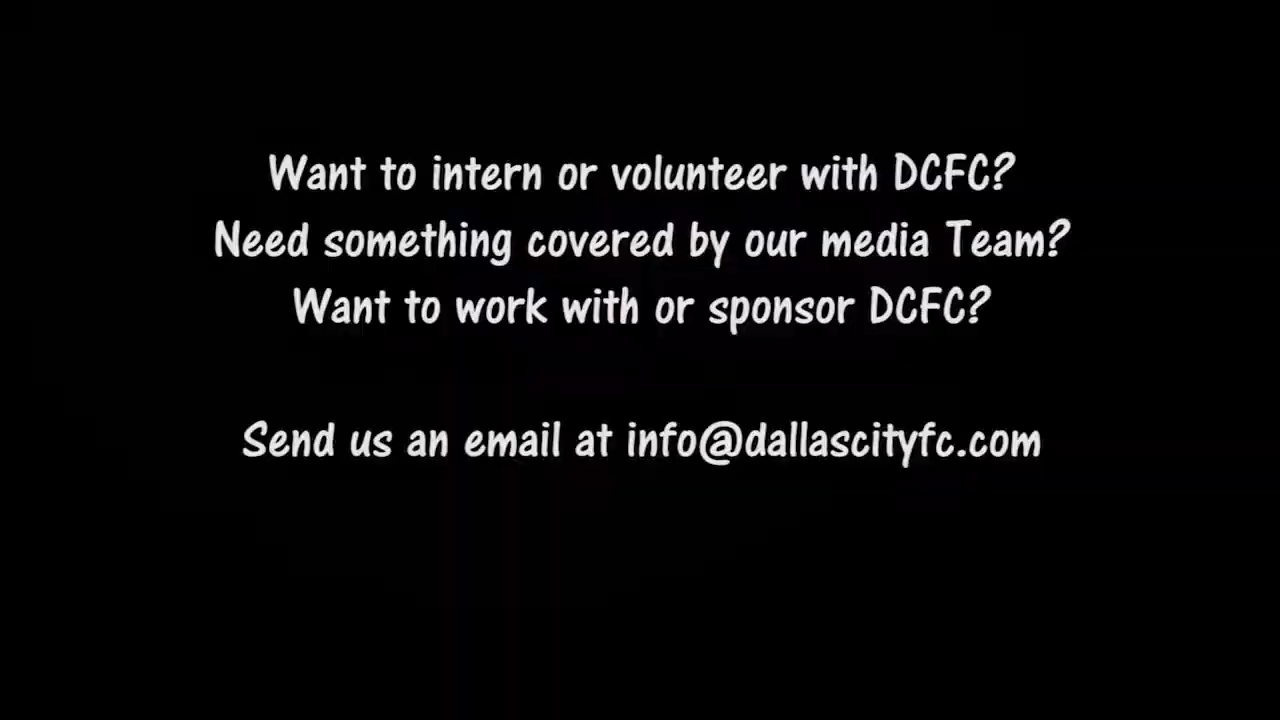 Want to intern or volunteer with DCFC?
Need something covered by our media Team?
Want to work with or sponsor DCFC?
Send us an email at info@dallascityfc.com